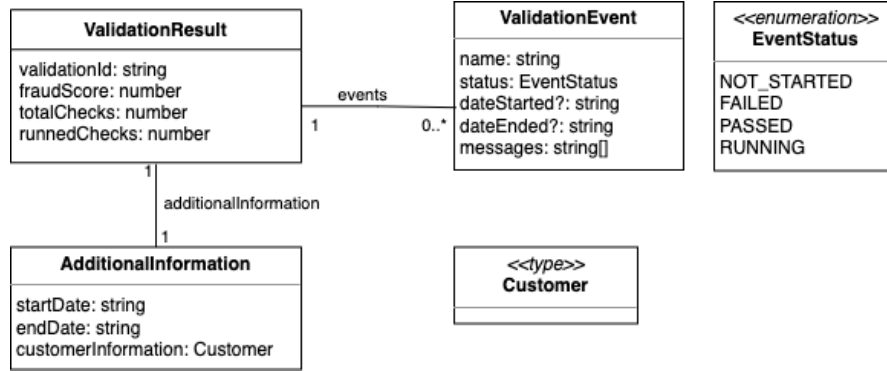 ValidationResult
validationId: string
fraudScore: number
totalChecks: number
runnedChecks: number
events
1
0..*
ValidationEvent
name: string
status: EventStatus
dateStarted?: string
dateEnded?: string
messages: string[]
<<enumeration>>
EventStatus
NOT_STARTED
FAILED
PASSED
RUNNING
1
additionalInformation
1
AdditionalInformation
startDate: string
endDate: string
customerInformation: Customer
<<type>>
Customer